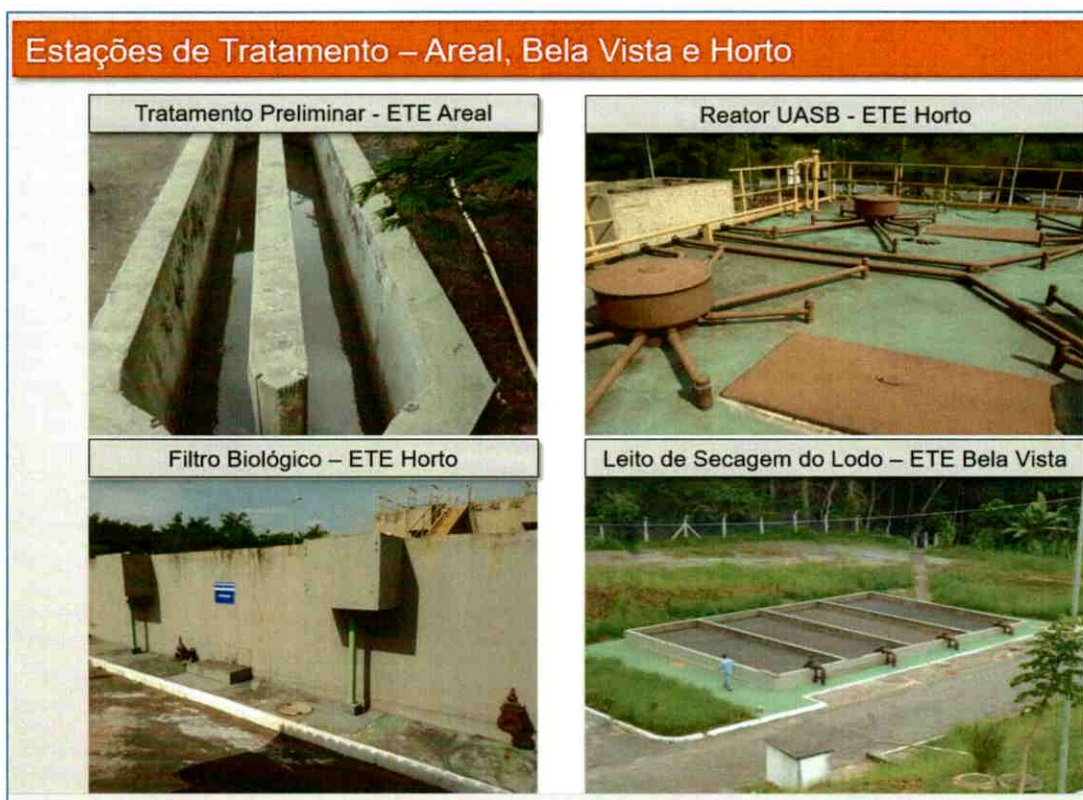 Estações de Tratamento – Areal, Bela Vista e Horto
Tratamento Preliminar - ETE Areal
Reator UASB - ETE Horto
Filtro Biológico – ETE Horto
Leito de Secagem do Lodo – ETE Bela Vista